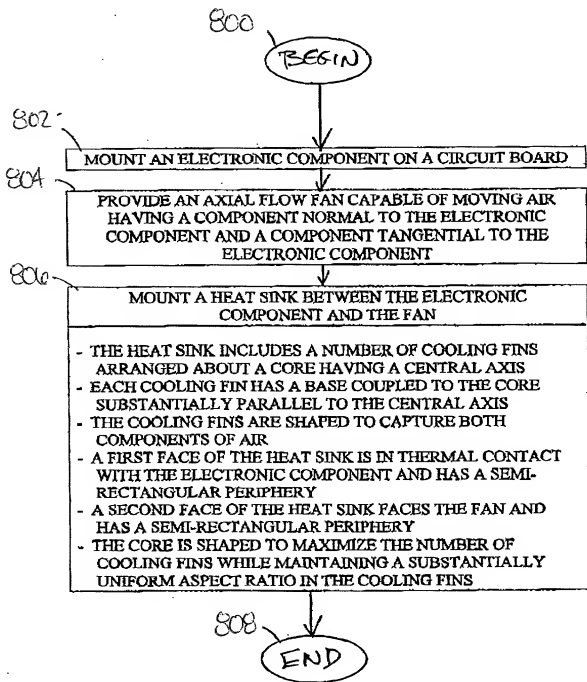 800
BEGIN
802
MOUNT AN ELECTRONIC COMPONENT ON A CIRCUIT BOARD
804
PROVIDE AN AXIAL FLOW FAN CAPABLE OF MOVING AIR
HAVING A COMPONENT NORMAL TO THE ELECTRONIC
COMPONENT AND A COMPONENT TANGENTIAL TO THE
ELECTRONIC COMPONENT
806
MOUNT A HEAT SINK BETWEEN THE ELECTRONIC
COMPONENT AND THE FAN
- THE HEAT SINK INCLUDES A NUMBER OF COOLING FINS
ARRANGED ABOUT A CORE HAVING A CENTRAL AXIS
- EACH COOLING FIN HAS A BASE COUPLED TO THE CORE
SUBSTANTIALLY PARALLEL TO THE CENTRAL AXIS
- THE COOLING FINS ARE SHAPED TO CAPTURE BOTH
COMPONENTS OF AIR
- A FIRST FACE OF THE HEAT SINK IS IN THERMAL CONTACT
WITH THE ELECTRONIC COMPONENT AND HAS A SEMI-
RECTANGULAR PERIPHERY
- A SECOND FACE OF THE HEAT SINK FACES THE FAN AND
HAS A SEMI-RECTANGULAR PERIPHERY
- THE CORE IS SHAPED TO MAXIMIZE THE NUMBER OF
COOLING FINS WHILE MAINTAINING A SUBSTANTIALLY
UNIFORM ASPECT RATIO IN THE COOLING FINS
808
END